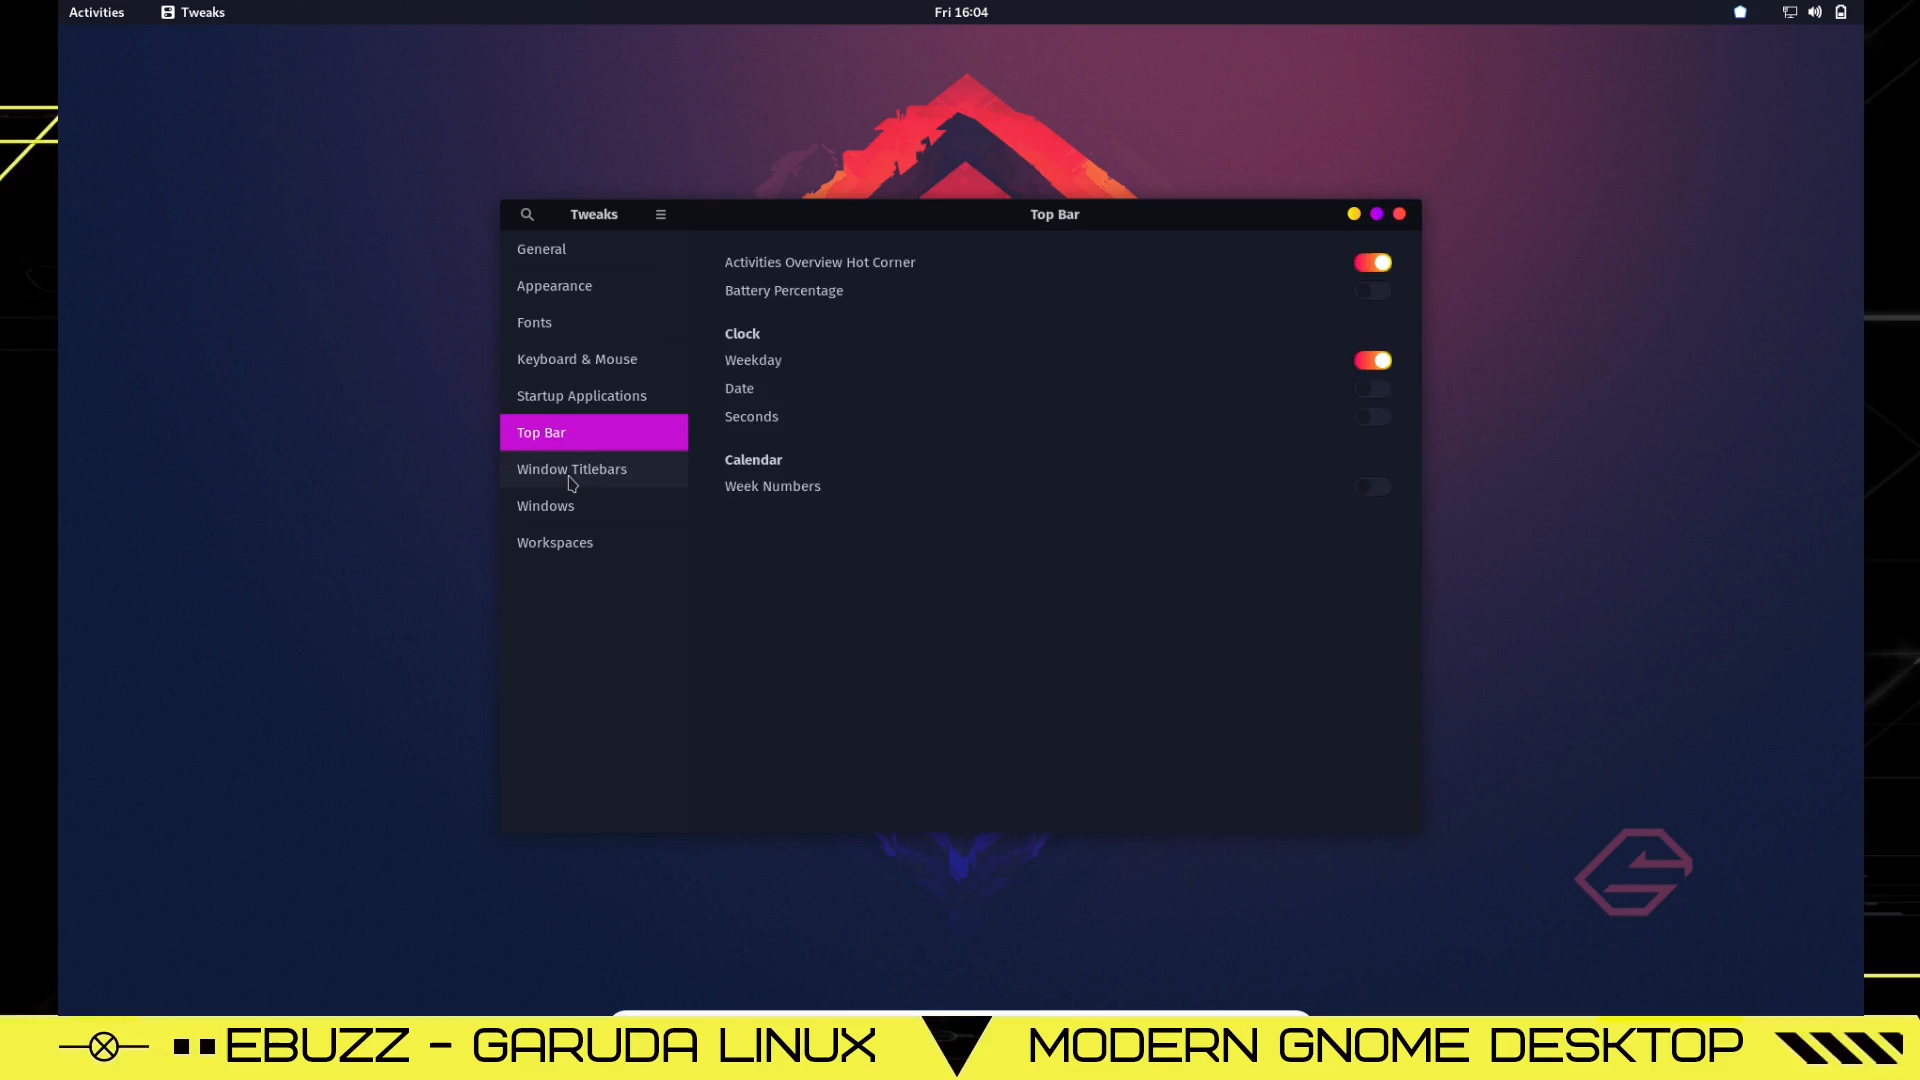 Activities Tweaks Fri 16:04
Tweaks Top Bar
General
Appearance
Fonts
Keyboard & Mouse
Startup Applications
Top Bar
Window Titlebars
Windows
Workspaces
Activities Overview Hot Corner
Battery Percentage
Clock
Weekday
Date
Seconds
Calendar
Week Numbers
EBUZZ - GARUDA LINUX MODERN GNOME DESKTOP